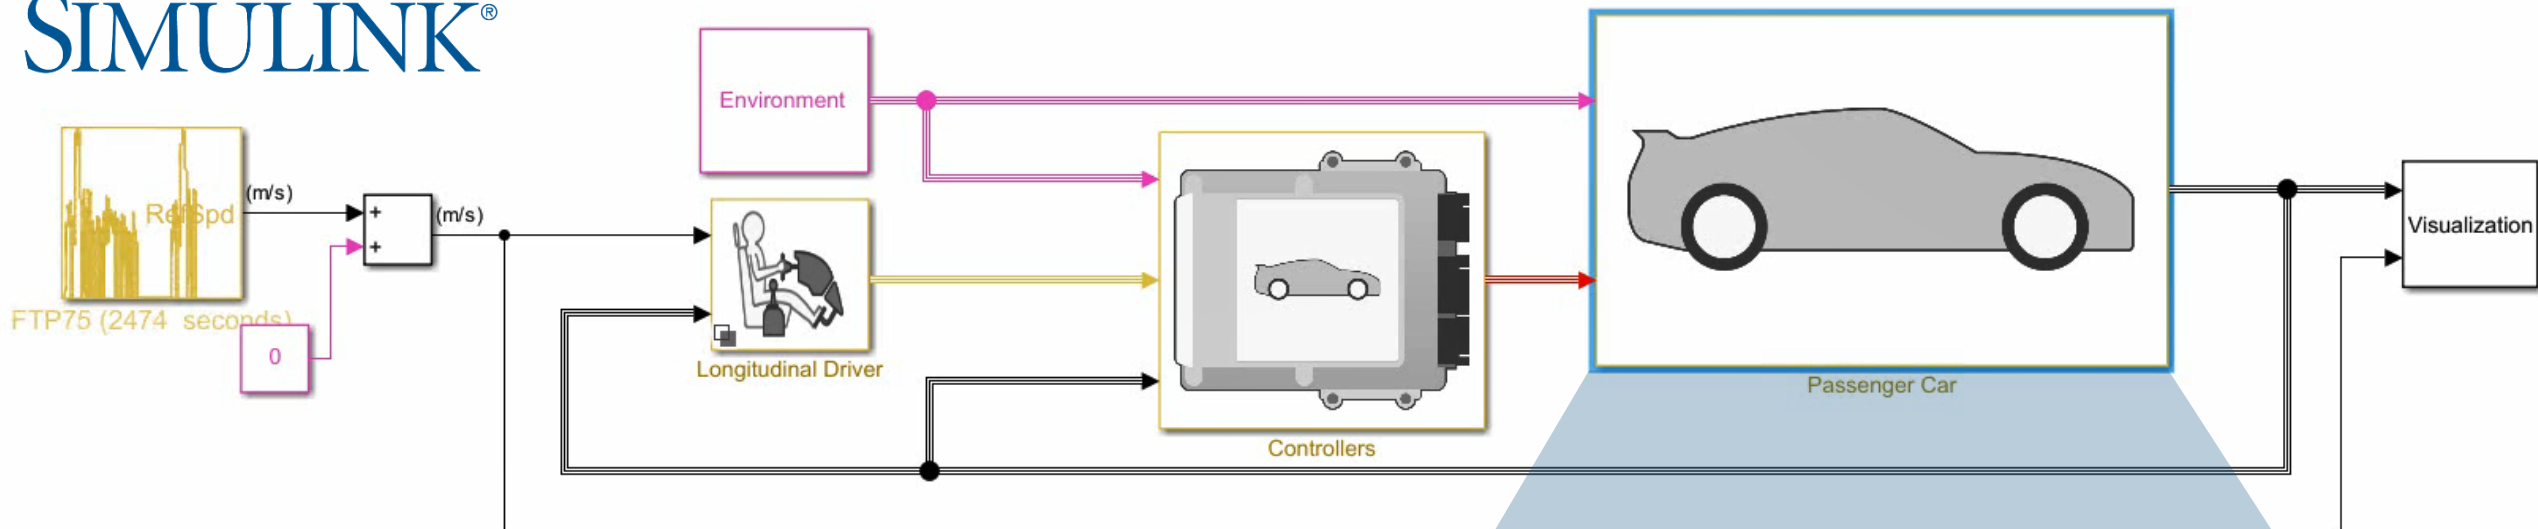 SIMULINK®
Environment
RefSpd
(m/s)
+
(m/s)
+
Visualization
FTP75 (2474 seconds)
0
Longitudinal Driver
Passenger Car
Controllers